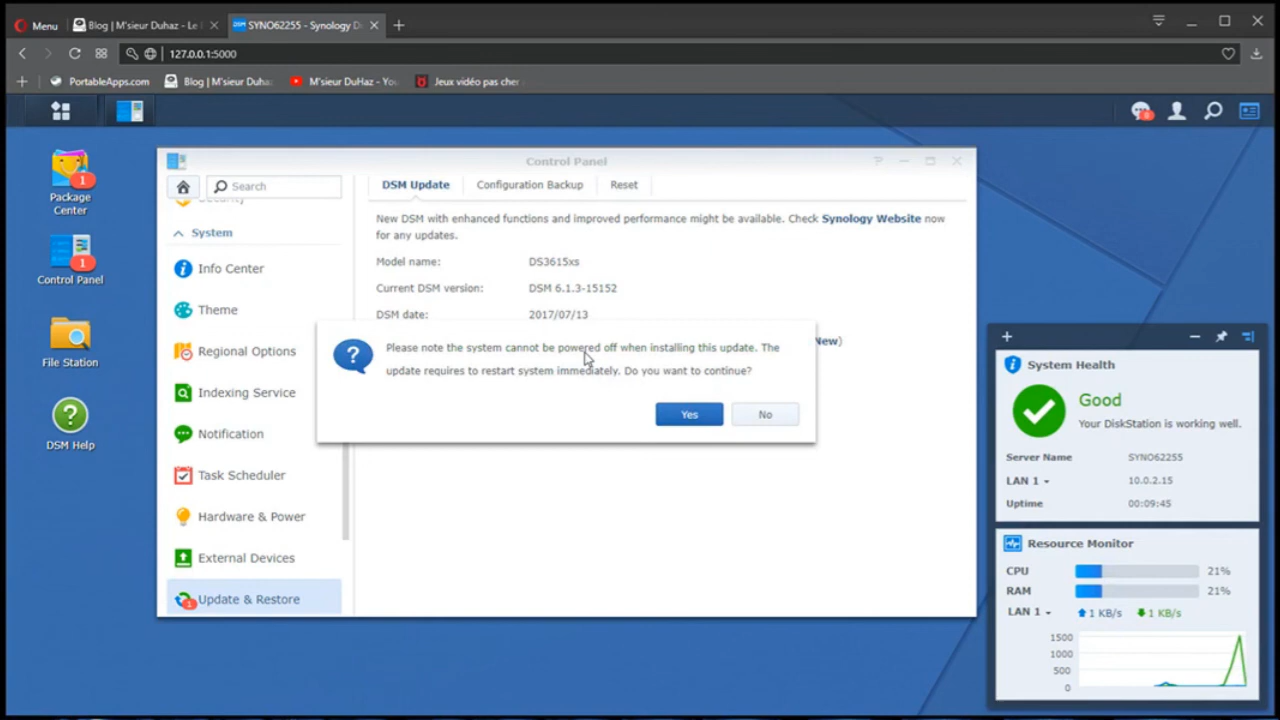 Menu
Blog | M'sieur Duhaz - Le
SYNO62255 - Synology D
127.0.0.1:5000
PortableApps.com
Blog | M'sieur Duhaz
M'sieur DuHaz - You
Jeux vidéo pas cher
Control Panel
Search
DSM Update
Configuration Backup
Reset
Security
System
Info Center
Theme
Regional Options
Indexing Service
Notification
Task Scheduler
Hardware & Power
External Devices
1 Update & Restore
New DSM with enhanced functions and improved performance might be available. Check Synology Website now
for any updates.
Model name: DS3615xs
Current DSM version: DSM 6.1.3-15152
DSM date: 2017/07/13
New)
Please note the system cannot be powered off when installing this update. The
update requires to restart system immediately. Do you want to continue?
Yes
No
1
Package
Center
1
Control Panel
File Station
DSM Help
System Health
Good
Your DiskStation is working well.
Server Name SYNO62255
LAN 1 10.0.2.15
Uptime 00:09:45
Resource Monitor
CPU 21%
RAM 21%
LAN 1 1 KB/s 1 KB/s
1500
1000
500
0